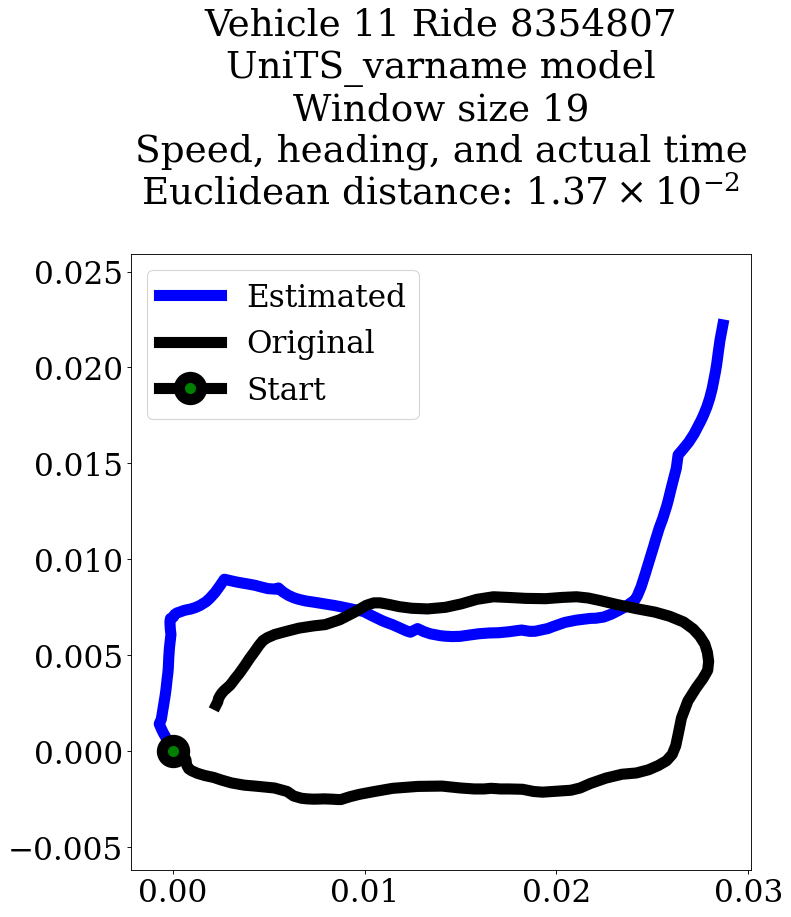 Vehicle 11 Ride 8354807
UniTS_varname model
Window size 19
Speed, heading, and actual time
Euclidean distance: 1.37 × 10⁻²
Estimated
Original
Start
0.025
0.020
0.015
0.010
0.005
0.000
−0.005
0.00
0.01
0.02
0.03